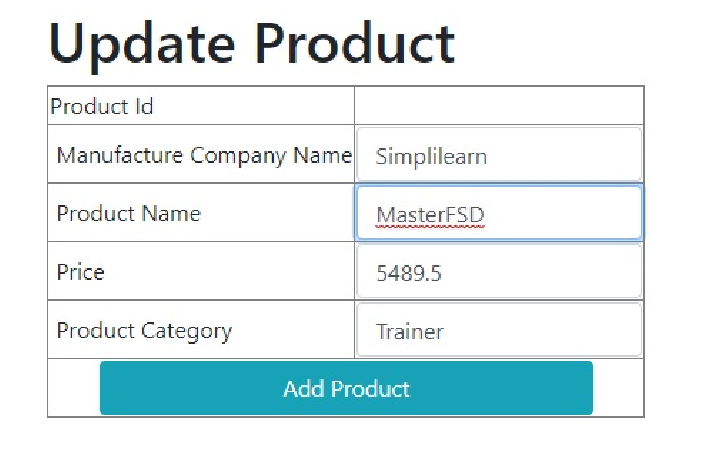 Update Product
Product Id
Manufacture Company Name Simplilearn
Product Name MasterFSD
Price 5489.5
Product Category Trainer
Add Product